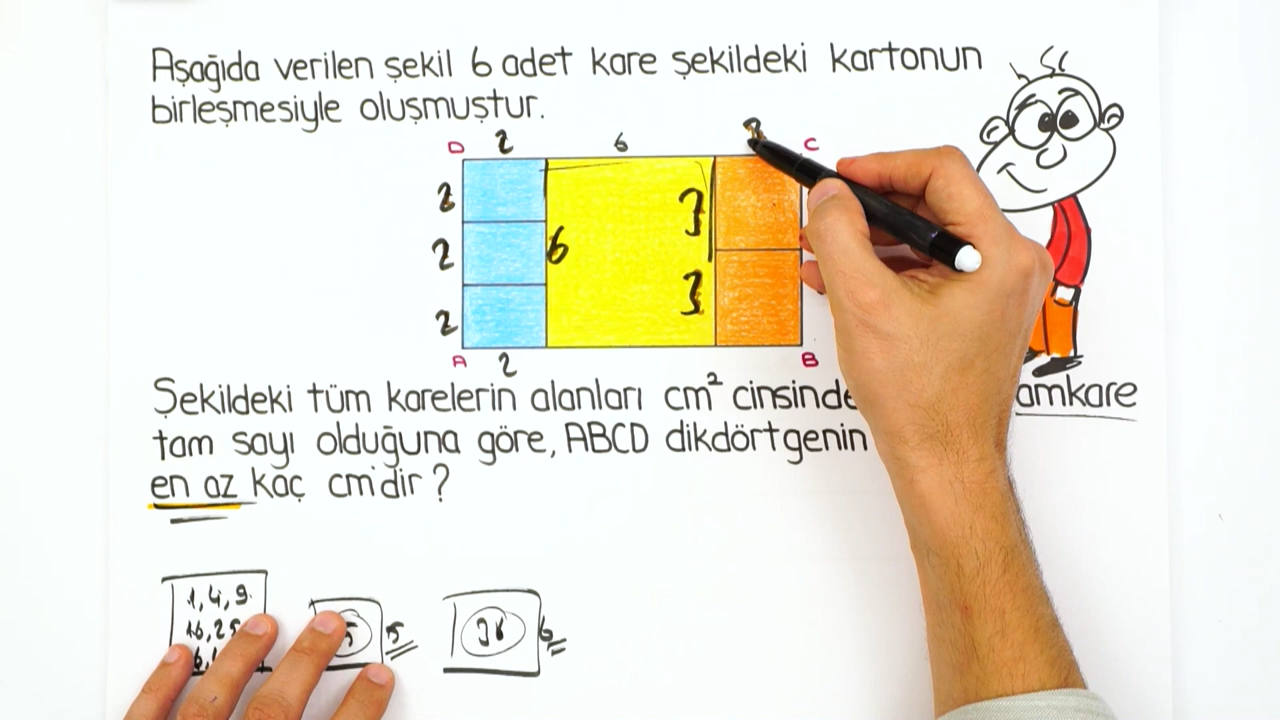 Aşağıda verilen şekil 6 adet kare şekildeki kartonun
birleşmesiyle oluşmuştur.
D 2 6 3 C
2 3
2 6
2 3
A 2 B
Şekildeki tüm karelerin alanları cm² cinsinde amkare
tam sayı olduğuna göre, ABCD dikdörtgenin
en az kaç cm'dir ?
1, 4, 9
16, 25
5
36 6